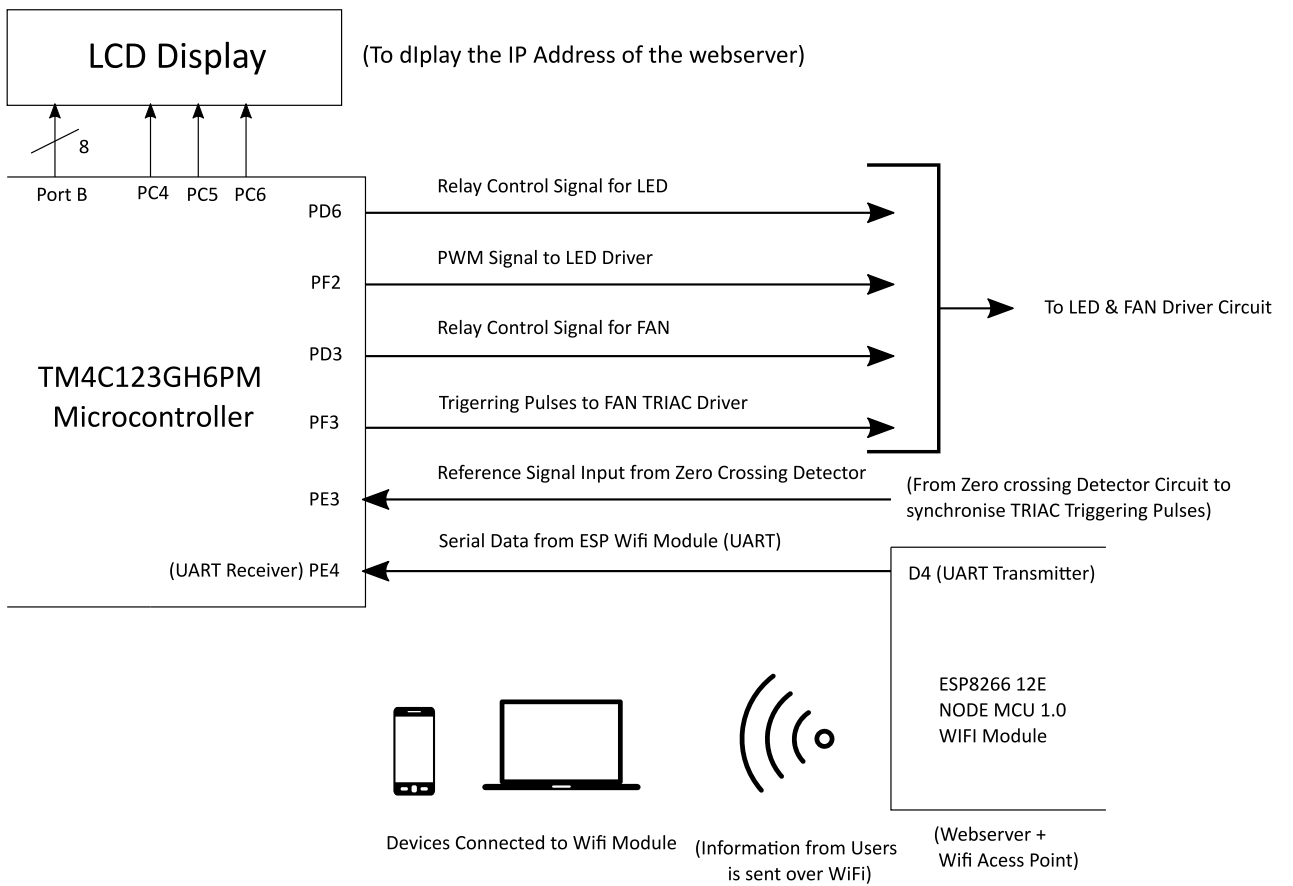 LCD Display
(To dIplay the IP Address of the webserver)
8
Port B
PC4
PC5
PC6
PD6
Relay Control Signal for LED
PF2
PWM Signal to LED Driver
To LED & FAN Driver Circuit
PD3
Relay Control Signal for FAN
TM4C123GH6PM
Microcontroller
PF3
Trigerring Pulses to FAN TRIAC Driver
PE3
Reference Signal Input from Zero Crossing Detector
(From Zero crossing Detector Circuit to
synchronise TRIAC Triggering Pulses)
Serial Data from ESP Wifi Module (UART)
(UART Receiver) PE4
D4 (UART Transmitter)
ESP8266 12E
NODE MCU 1.0
WIFI Module
Devices Connected to Wifi Module
(Information from Users
is sent over WiFi)
(Webserver +
Wifi Acess Point)